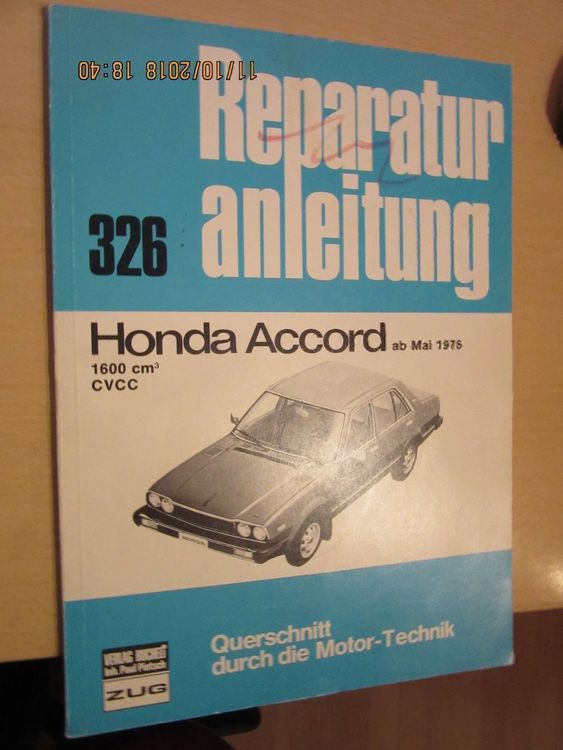 11/10/2018 18:40
Reparatur
anleitung
326
Honda Accord ab Mai 1976
1600 cm³
CVCC
HONDA
Querschnitt
durch die Motor-Technik
VERLAG BUCHELI
Inh. Paul Pietsch
ZUG